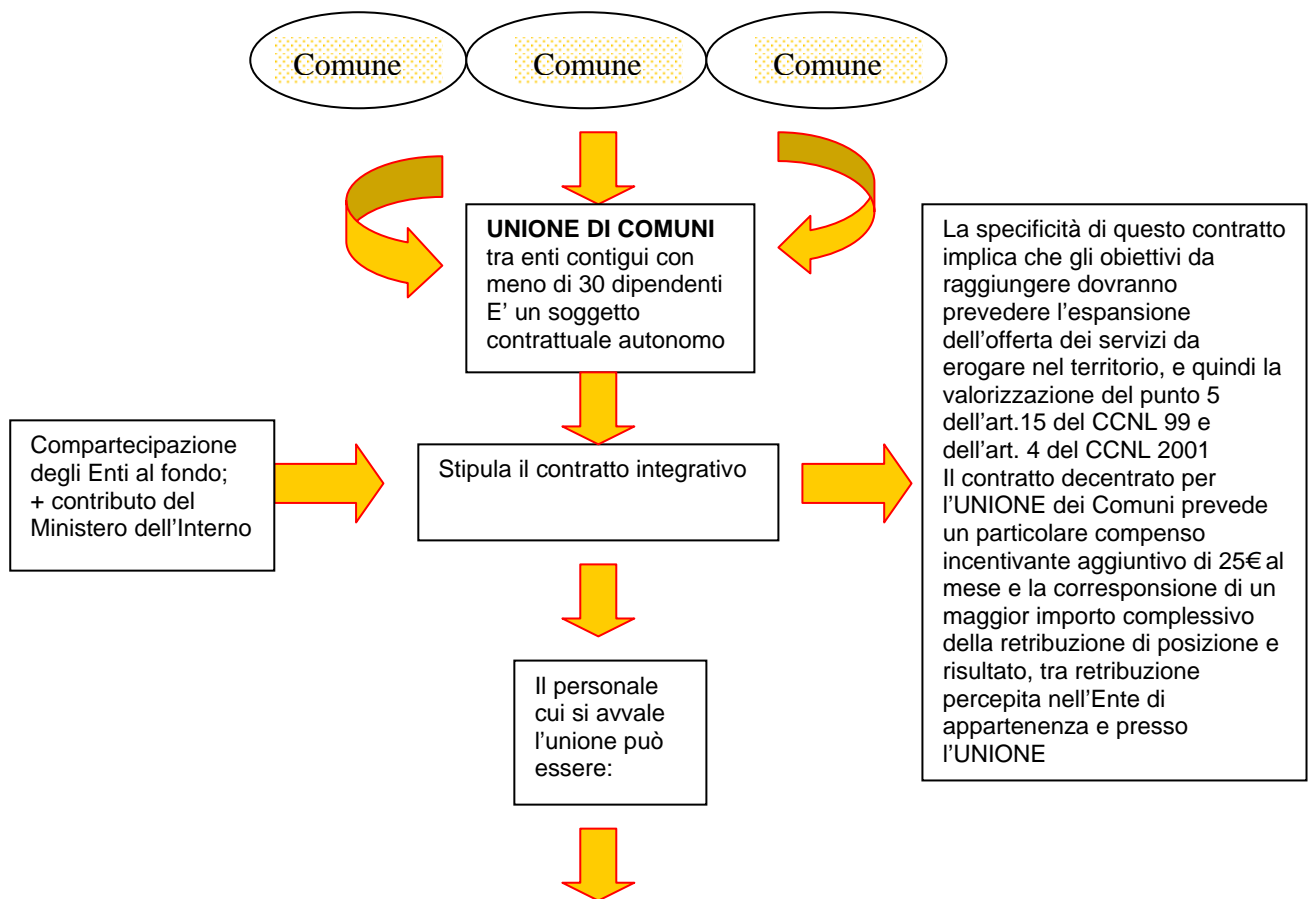 Comune
Comune
Comune
UNIONE DI COMUNI
tra enti contigui con
meno di 30 dipendenti
E’ un soggetto
contrattuale autonomo
Compartecipazione
degli Enti al fondo;
+ contributo del
Ministero dell’Interno
Stipula il contratto integrativo
La specificità di questo contratto
implica che gli obiettivi da
raggiungere dovranno
prevedere l’espansione
dell’offerta dei servizi da
erogare nel territorio, e quindi la
valorizzazione del punto 5
dell’art.15 del CCNL 99 e
dell’art. 4 del CCNL 2001
Il contratto decentrato per
l’UNIONE dei Comuni prevede
un particolare compenso
incentivante aggiuntivo di 25€ al
mese e la corresponsione di un
maggior importo complessivo
della retribuzione di posizione e
risultato, tra retribuzione
percepita nell’Ente di
appartenenza e presso
l’UNIONE
Il personale
cui si avvale
l’unione può
essere: